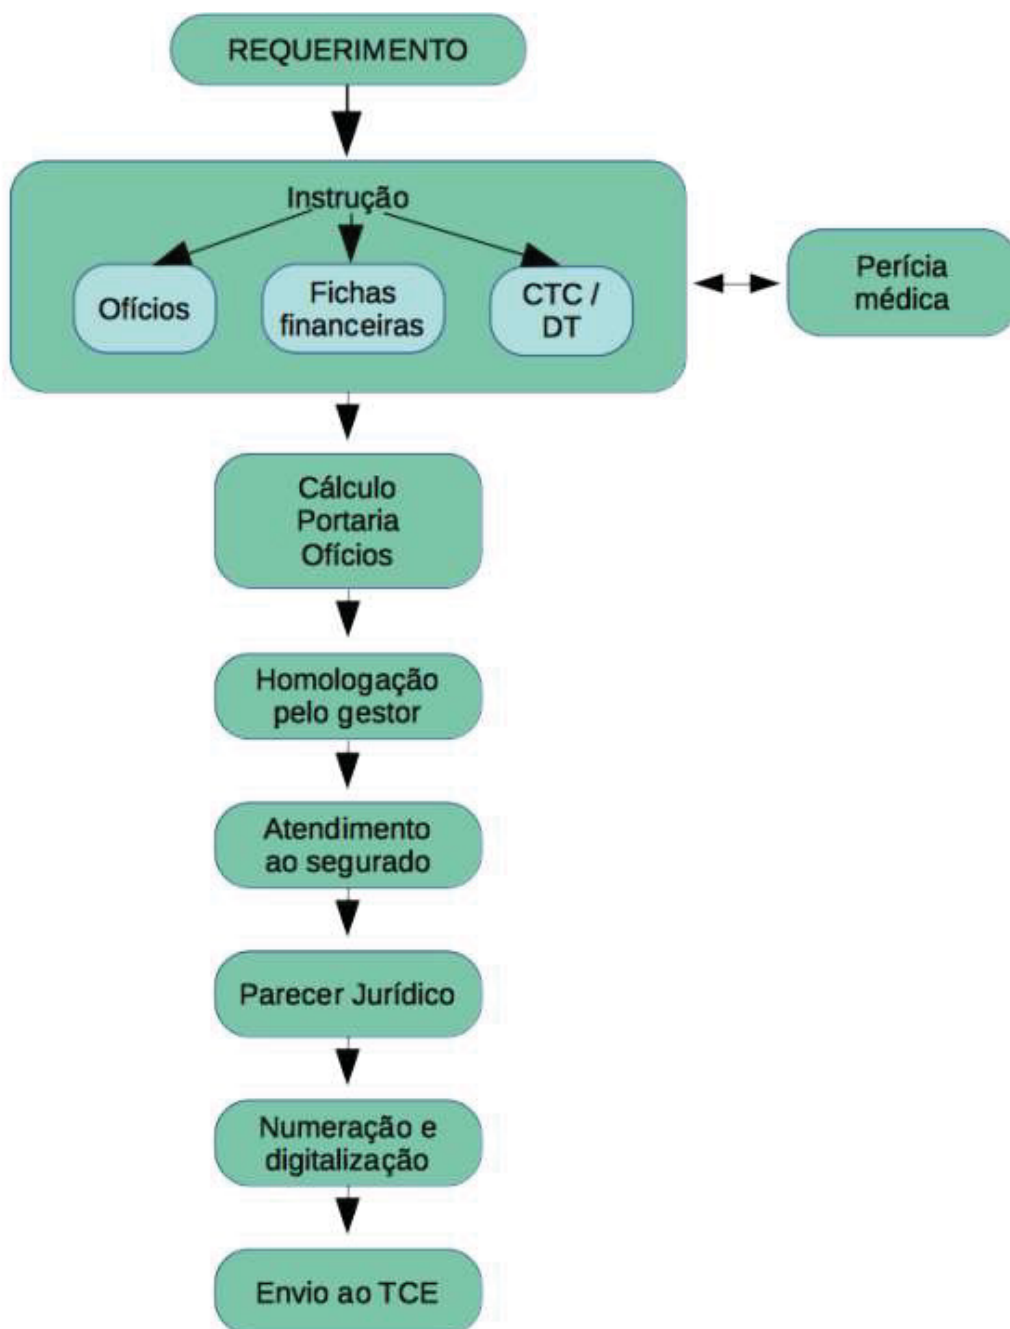 REQUERIMENTO
Instrução
Ofícios
Fichas
financeiras
CTC /
DT
Perícia
médica
Cálculo
Portaria
Ofícios
Homologação
pelo gestor
Atendimento
ao segurado
Parecer Jurídico
Numeração e
digitalização
Envio ao TCE